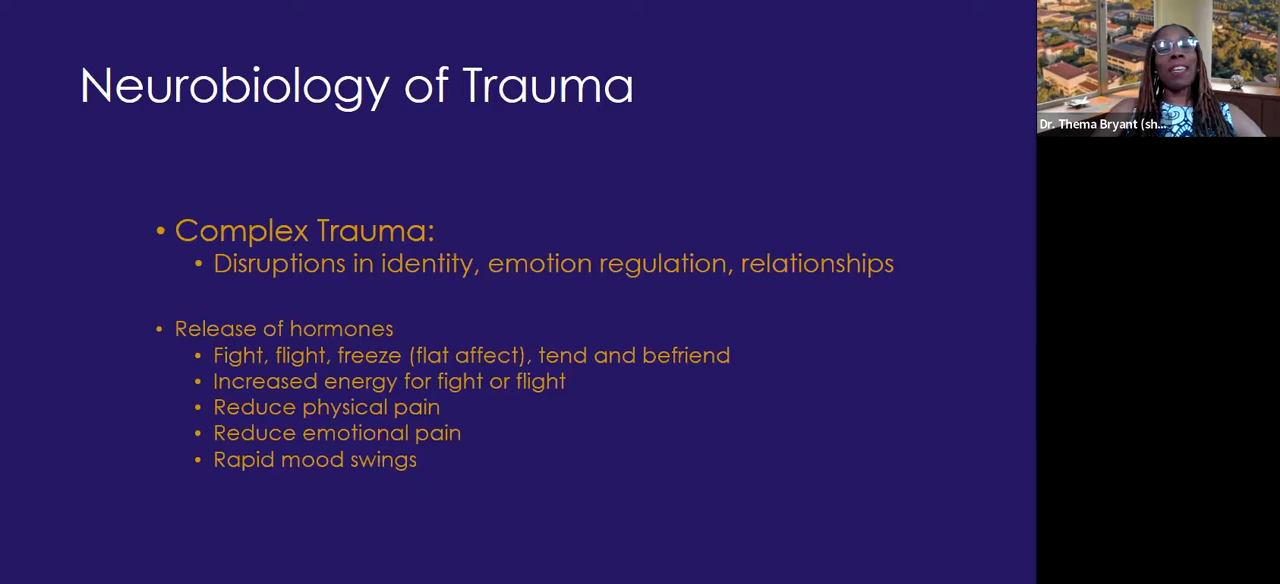 Neurobiology of Trauma
Dr. Thema Bryant (sh...
• Complex Trauma:
• Disruptions in identity, emotion regulation, relationships
• Release of hormones
• Fight, flight, freeze (flat affect), tend and befriend
• Increased energy for fight or flight
• Reduce physical pain
• Reduce emotional pain
• Rapid mood swings